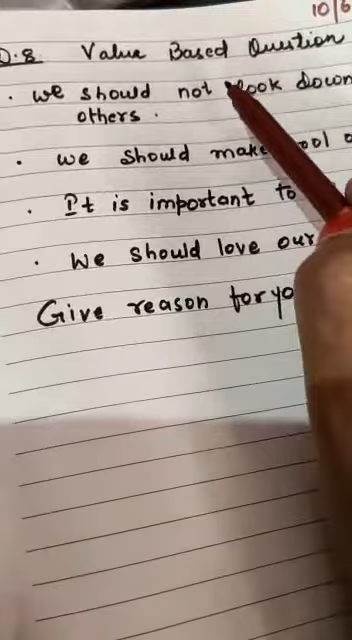 10/6
Q.8 Value Based Question
. we should not look down
others.
. we should make
. It is important to
. We should love our
Give reason for yo